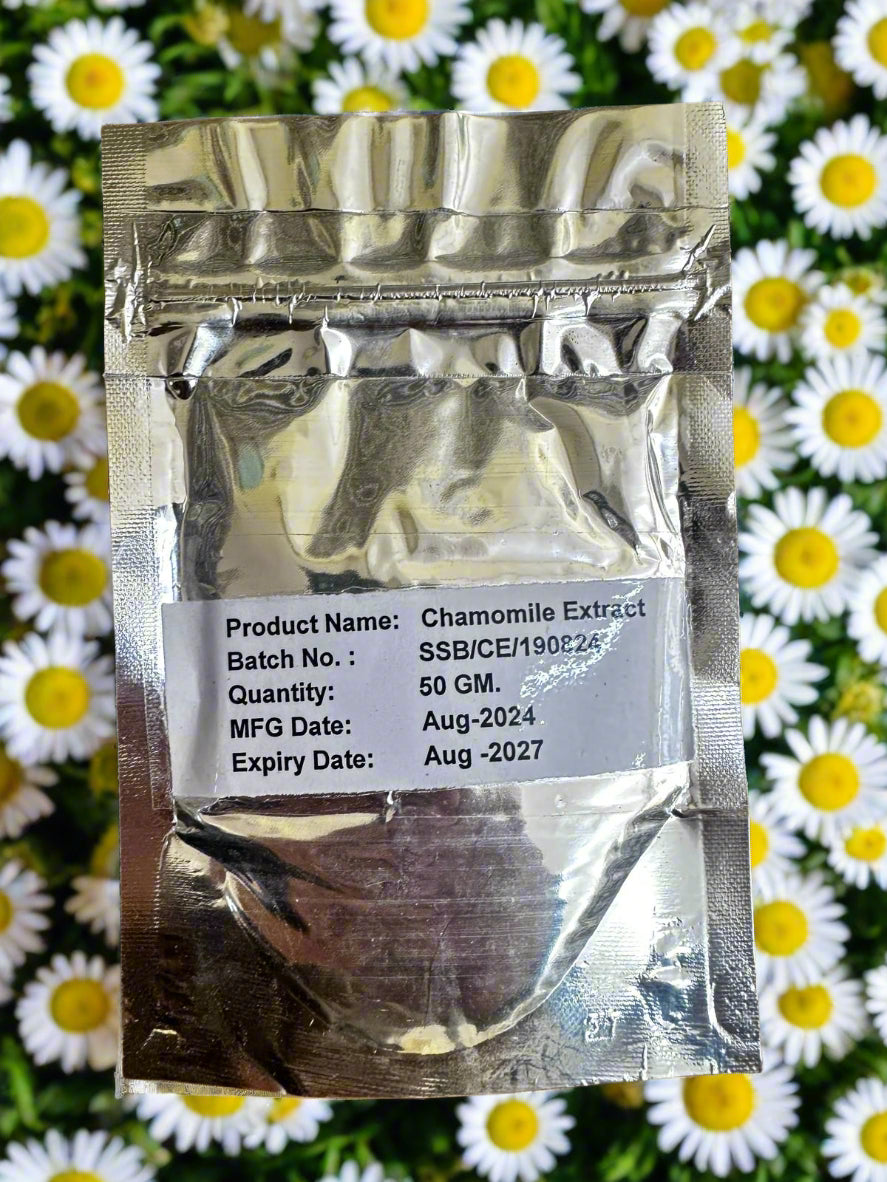 Product Name: Chamomile Extract
Batch No. : SSB/CE/190824
Quantity: 50 GM.
MFG Date: Aug-2024
Expiry Date: Aug -2027